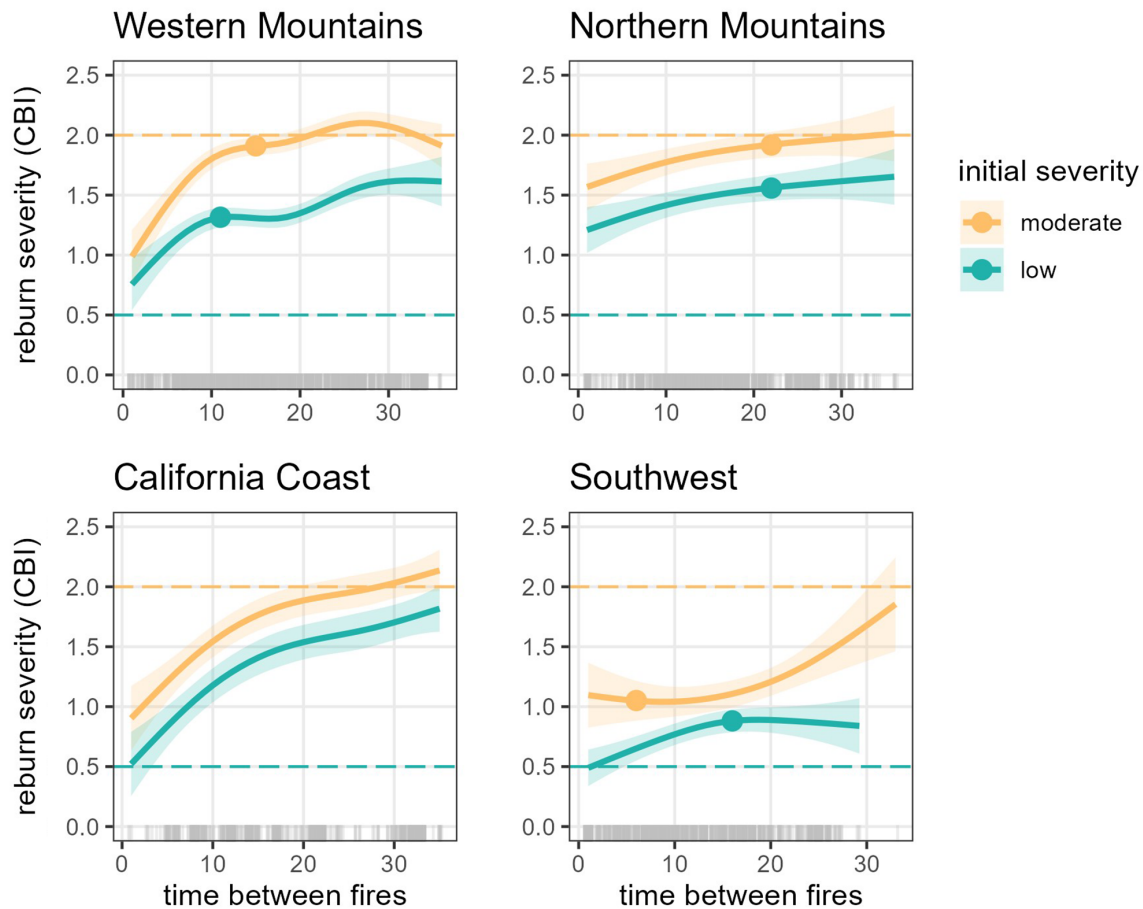 Western Mountains
Northern Mountains
reburn severity (CBI)
2.5
2.0
1.5
1.0
0.5
0.0
0 10 20 30
0 10 20 30
initial severity
moderate
low
California Coast
Southwest
reburn severity (CBI)
2.5
2.0
1.5
1.0
0.5
0.0
2.5
2.0
1.5
1.0
0.5
0.0
2.5
2.0
1.5
1.0
0.5
0.0
0 10 20 30
0 10 20 30
time between fires
time between fires